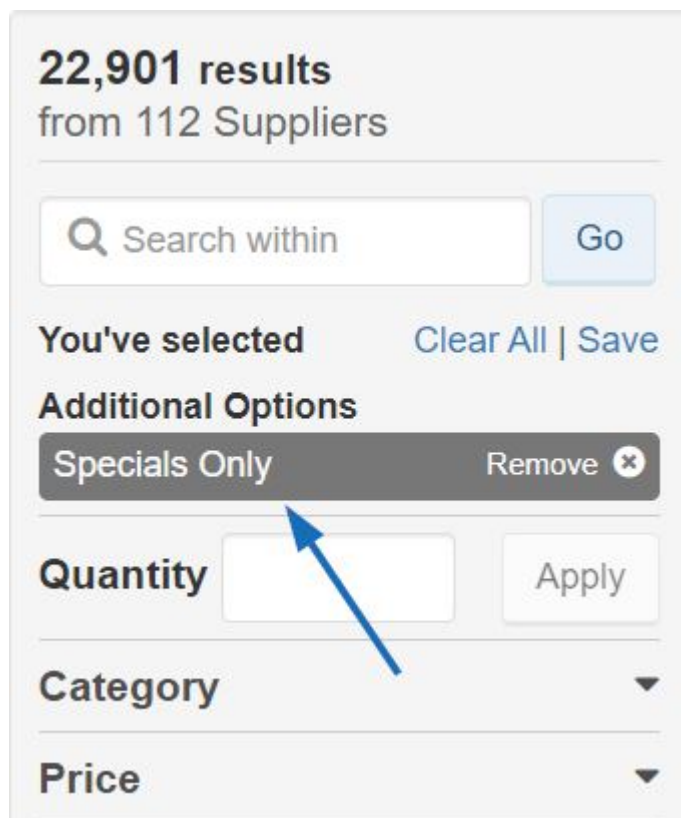 22,901 results
from 112 Suppliers
Search within
Go
You've selected
Clear All | Save
Additional Options
Specials Only
Remove
Quantity
Apply
Category
Price